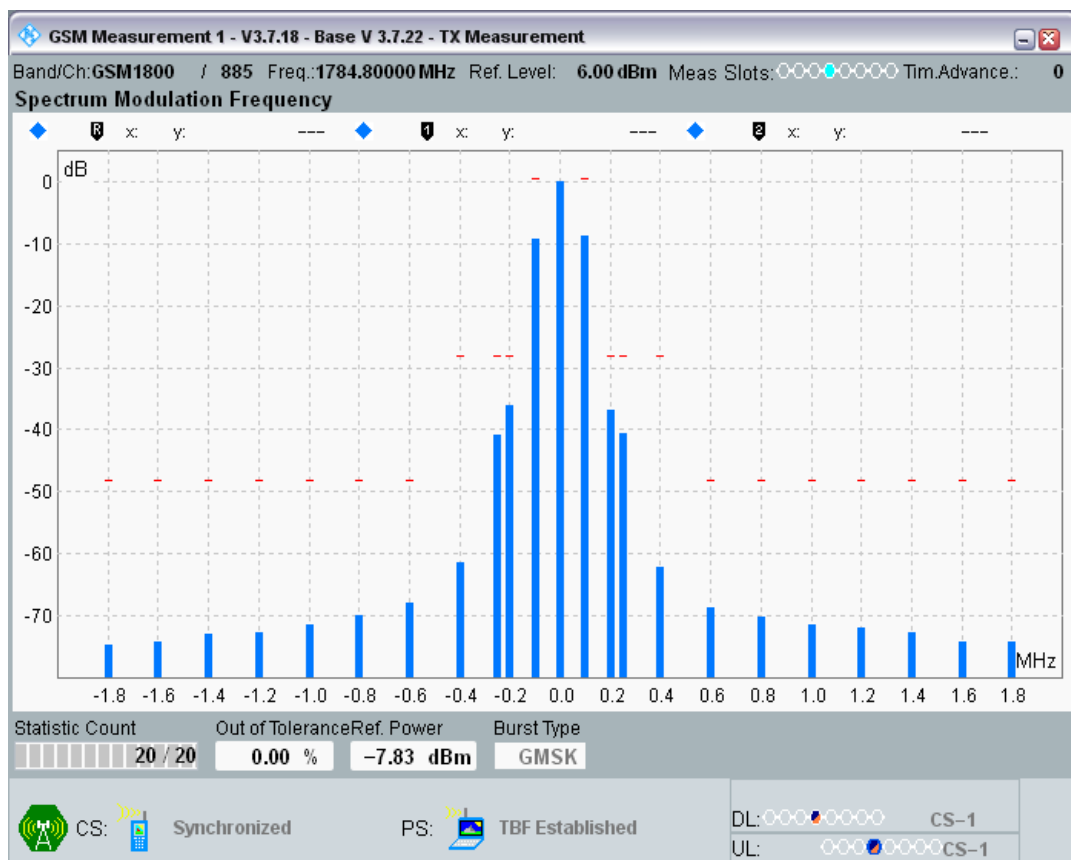 GSM Measurement 1 - V3.7.18 - Base V 3.7.22 - TX Measurement
Band/Ch:GSM1800 / 885 Freq.:1784.80000 MHz Ref. Level: 6.00 dBm Meas Slots: Tim.Advance.: 0
Spectrum Modulation Frequency
R x: y: --- 1 x: y: --- 2 x: y: ---
dB
0
-10
-20
-30
-40
-50
-60
-70
MHz
-1.8 -1.6 -1.4 -1.2 -1.0 -0.8 -0.6 -0.4 -0.2 0.0 0.2 0.4 0.6 0.8 1.0 1.2 1.4 1.6 1.8
Statistic Count Out of Tolerance Ref. Power Burst Type
20 / 20 0.00 % −7.83 dBm GMSK
CS: Synchronized PS: TBF Established DL: CS−1
UL: CS−1